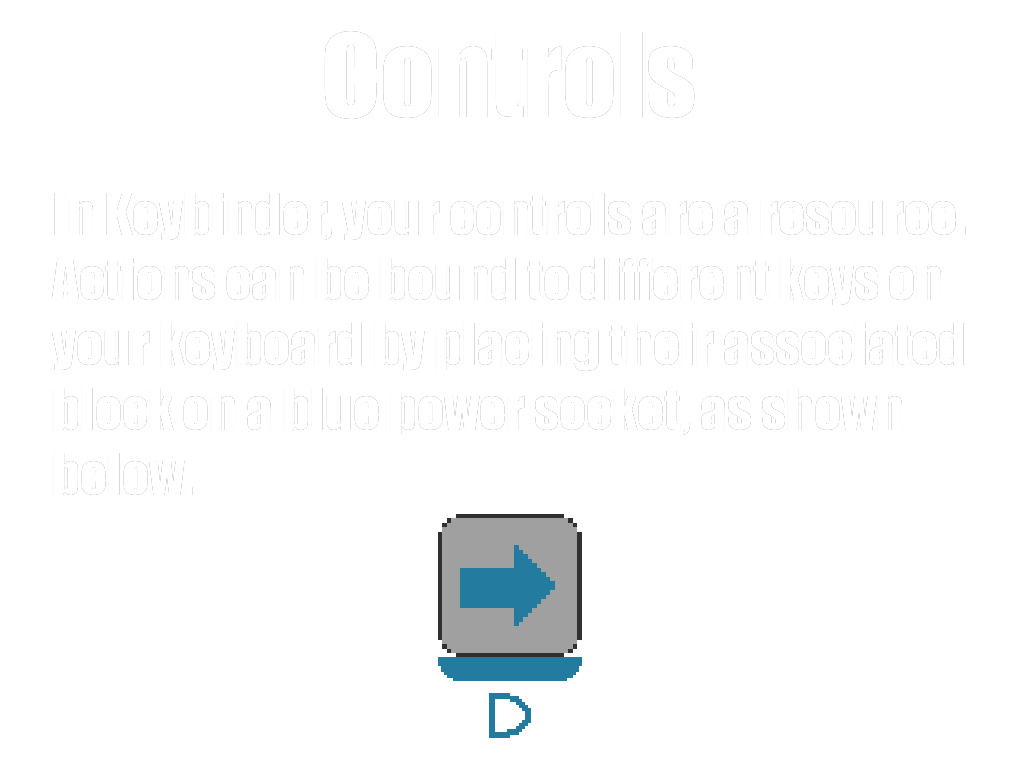 Controls
In Keybinder, your controls are a resource.
Actions can be bound to different keys on
your keyboard by placing their associated
block on a blue power socket, as shown
below.
D